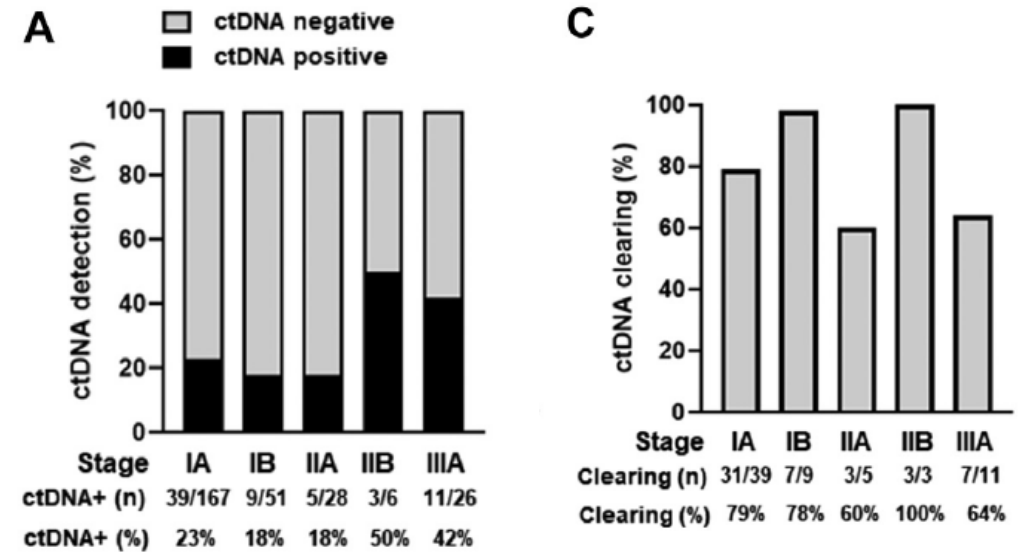 A
ctDNA negative
ctDNA positive
ctDNA detection (%)
100
80
60
40
20
0
Stage IA IB IIA IIB IIIA
ctDNA+ (n) 39/167 9/51 5/28 3/6 11/26
ctDNA+ (%) 23% 18% 18% 50% 42%
C
ctDNA clearing (%)
100
80
60
40
20
0
Stage IA IB IIA IIB IIIA
Clearing (n) 31/39 7/9 3/5 3/3 7/11
Clearing (%) 79% 78% 60% 100% 64%